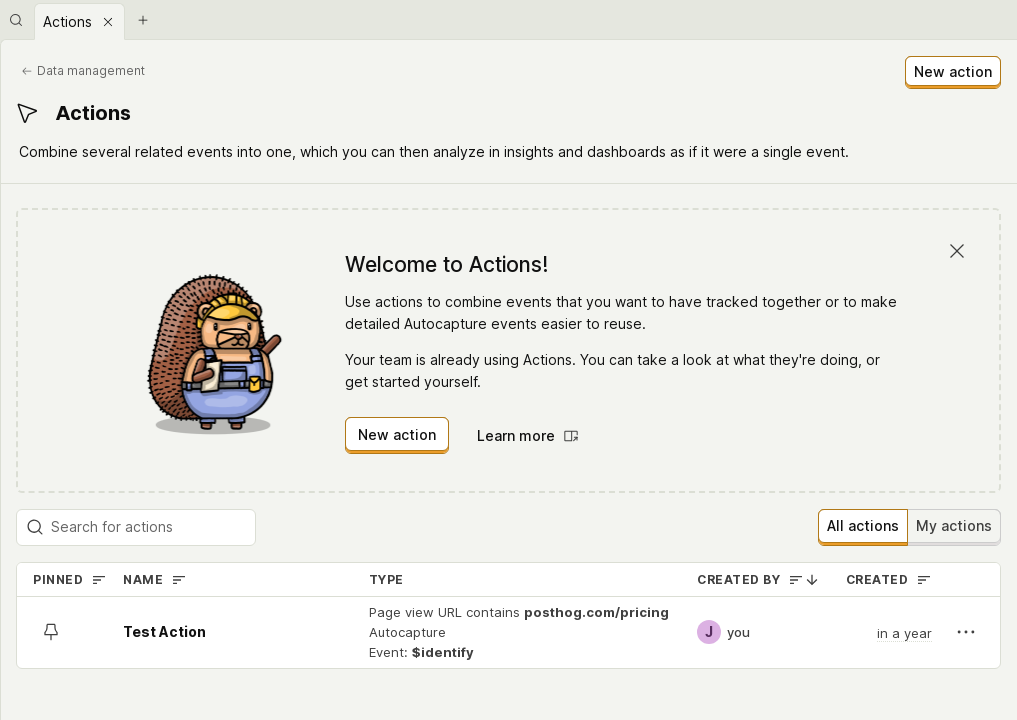 Actions
Data management
New action
Actions
Combine several related events into one, which you can then analyze in insights and dashboards as if it were a single event.
Welcome to Actions!
Use actions to combine events that you want to have tracked together or to make
detailed Autocapture events easier to reuse.
Your team is already using Actions. You can take a look at what they're doing, or
get started yourself.
New action
Learn more
Search for actions
All actions
My actions
PINNED
NAME
TYPE
CREATED BY
CREATED
Test Action
Page view URL contains posthog.com/pricing
Autocapture
Event: $identify
J
you
in a year